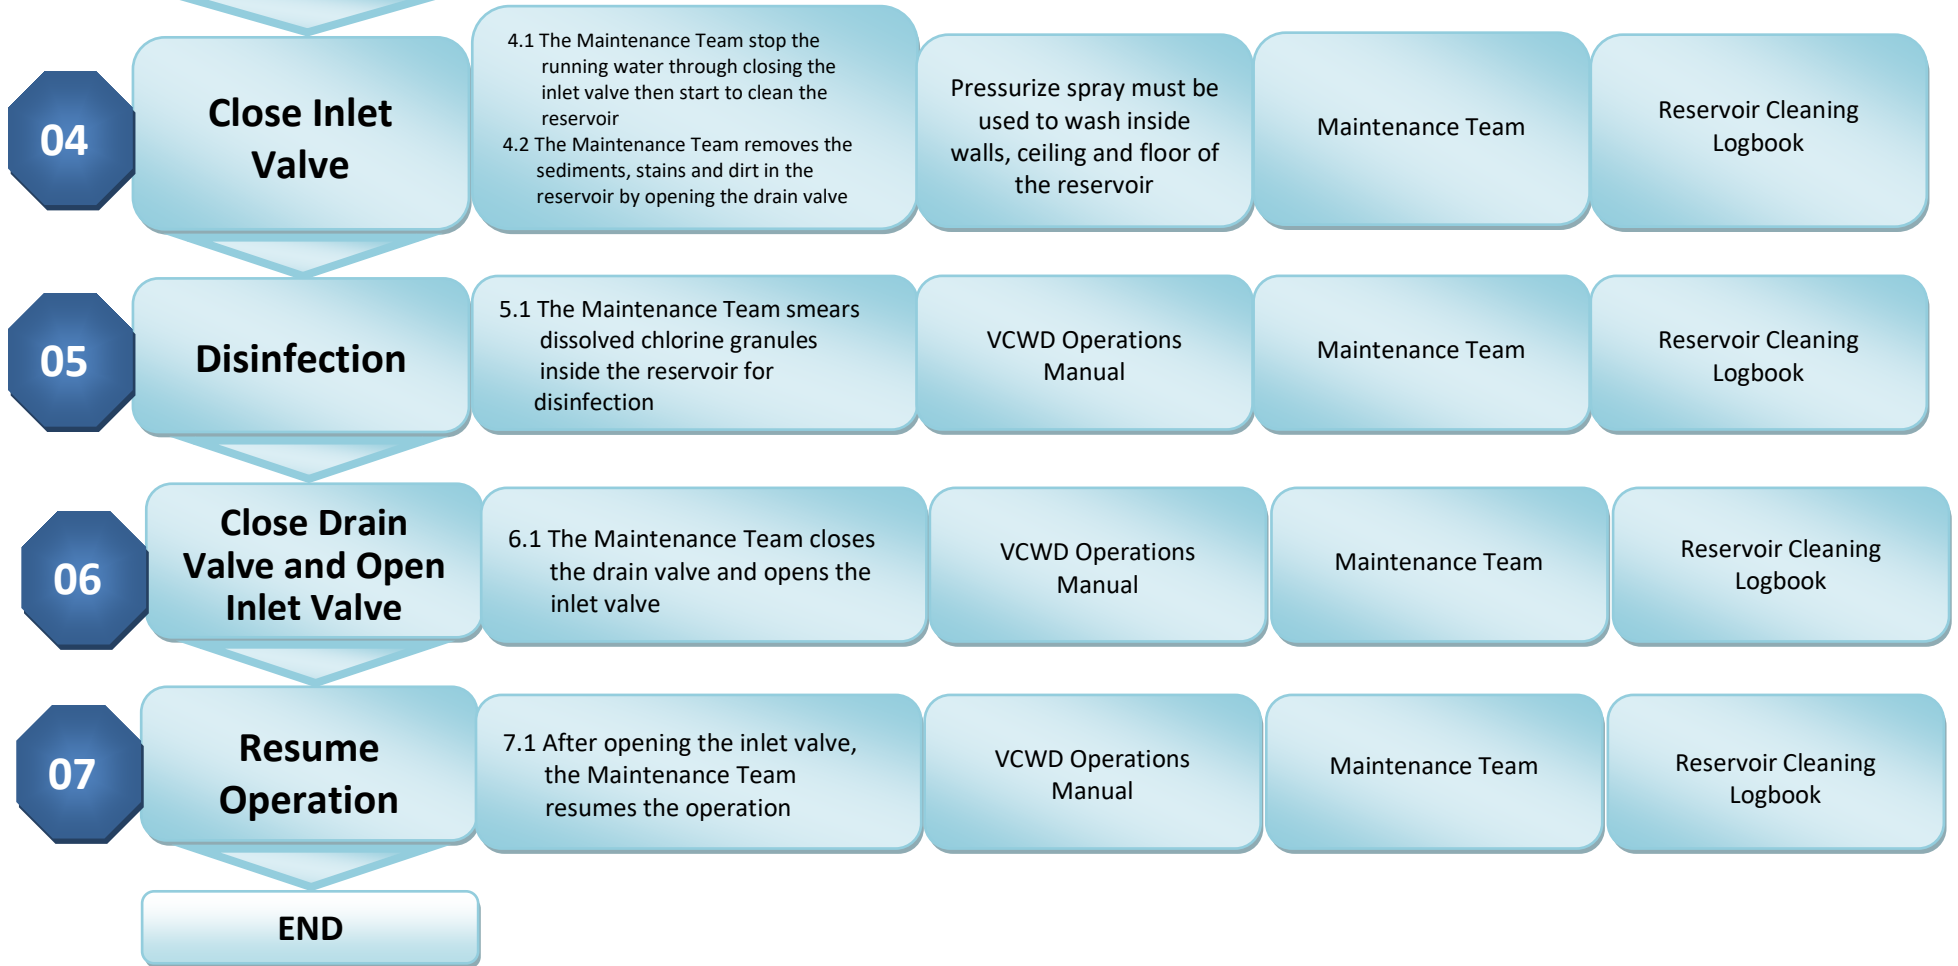 04
Close Inlet
Valve
4.1 The Maintenance Team stop the
running water through closing the
inlet valve then start to clean the
reservoir
4.2 The Maintenance Team removes the
sediments, stains and dirt in the
reservoir by opening the drain valve
Pressurize spray must be
used to wash inside
walls, ceiling and floor of
the reservoir
Maintenance Team
Reservoir Cleaning
Logbook
05
Disinfection
5.1 The Maintenance Team smears
dissolved chlorine granules
inside the reservoir for
disinfection
VCWD Operations
Manual
Maintenance Team
Reservoir Cleaning
Logbook
06
Close Drain
Valve and Open
Inlet Valve
6.1 The Maintenance Team closes
the drain valve and opens the
inlet valve
VCWD Operations
Manual
Maintenance Team
Reservoir Cleaning
Logbook
07
Resume
Operation
7.1 After opening the inlet valve,
the Maintenance Team
resumes the operation
VCWD Operations
Manual
Maintenance Team
Reservoir Cleaning
Logbook
END